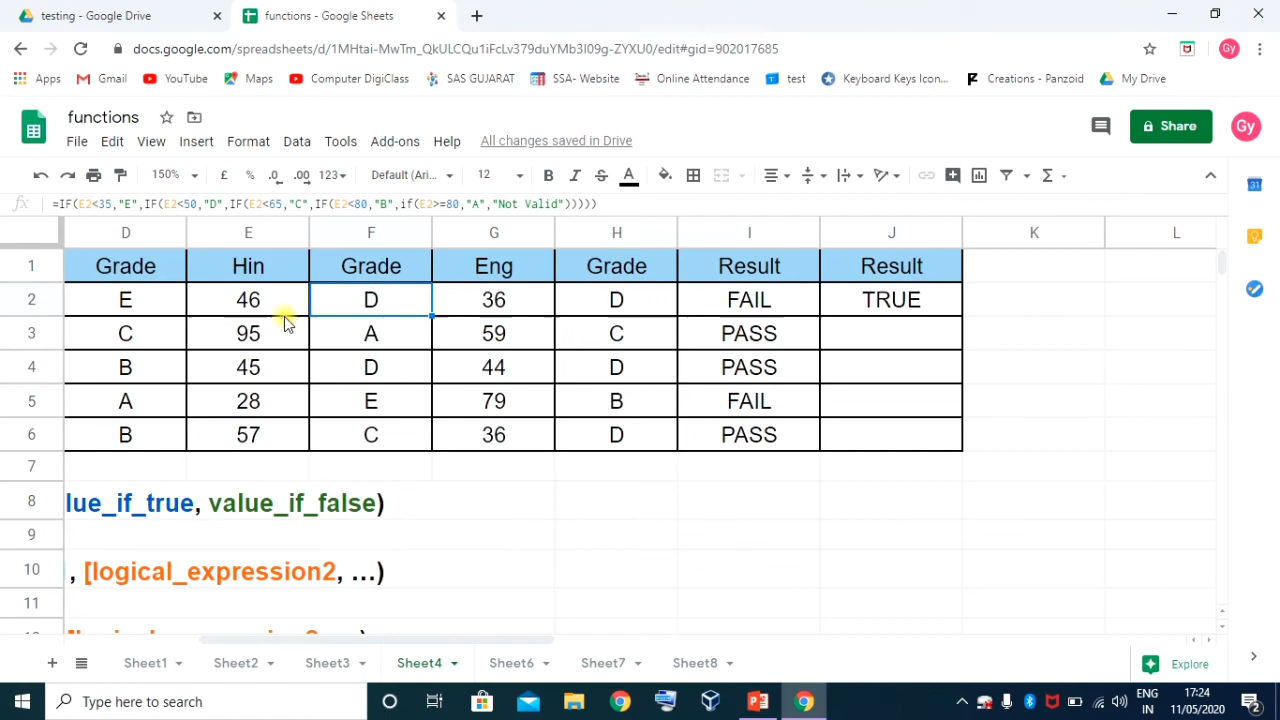 testing - Google Drive
functions - Google Sheets
docs.google.com/spreadsheets/d/1MHtai-MwTm_QkULCQu1iFcLv379duYMb3I09g-ZYXU0/edit#gid=902017685
Gy
Apps
Gmail
YouTube
Maps
Computer DigiClass
SAS GUJARAT
SSA- Website
Online Attendance
test
Keyboard Keys Icon...
Creations - Panzoid
My Drive
functions
File Edit View Insert Format Data Tools Add-ons Help All changes saved in Drive
Share
Gy
150% £ % .0 .00 123 Default (Ari... 12 B I S A Σ
fx =IF(E2<35,"E",IF(E2<50,"D",IF(E2<65,"C",IF(E2<80,"B",if(E2>=80,"A","Not Valid")))))
D E F G H I J K L
1 Grade Hin Grade Eng Grade Result Result
2 E 46 D 36 D FAIL TRUE
3 C 95 A 59 C PASS
4 B 45 D 44 D PASS
5 A 28 E 79 B FAIL
6 B 57 C 36 D PASS
7
8 lue_if_true, value_if_false)
9
10 , [logical_expression2, ...)
11
Sheet1 Sheet2 Sheet3 Sheet4 Sheet6 Sheet7 Sheet8 Explore
Type here to search
ENG
IN
17:24
11/05/2020
2